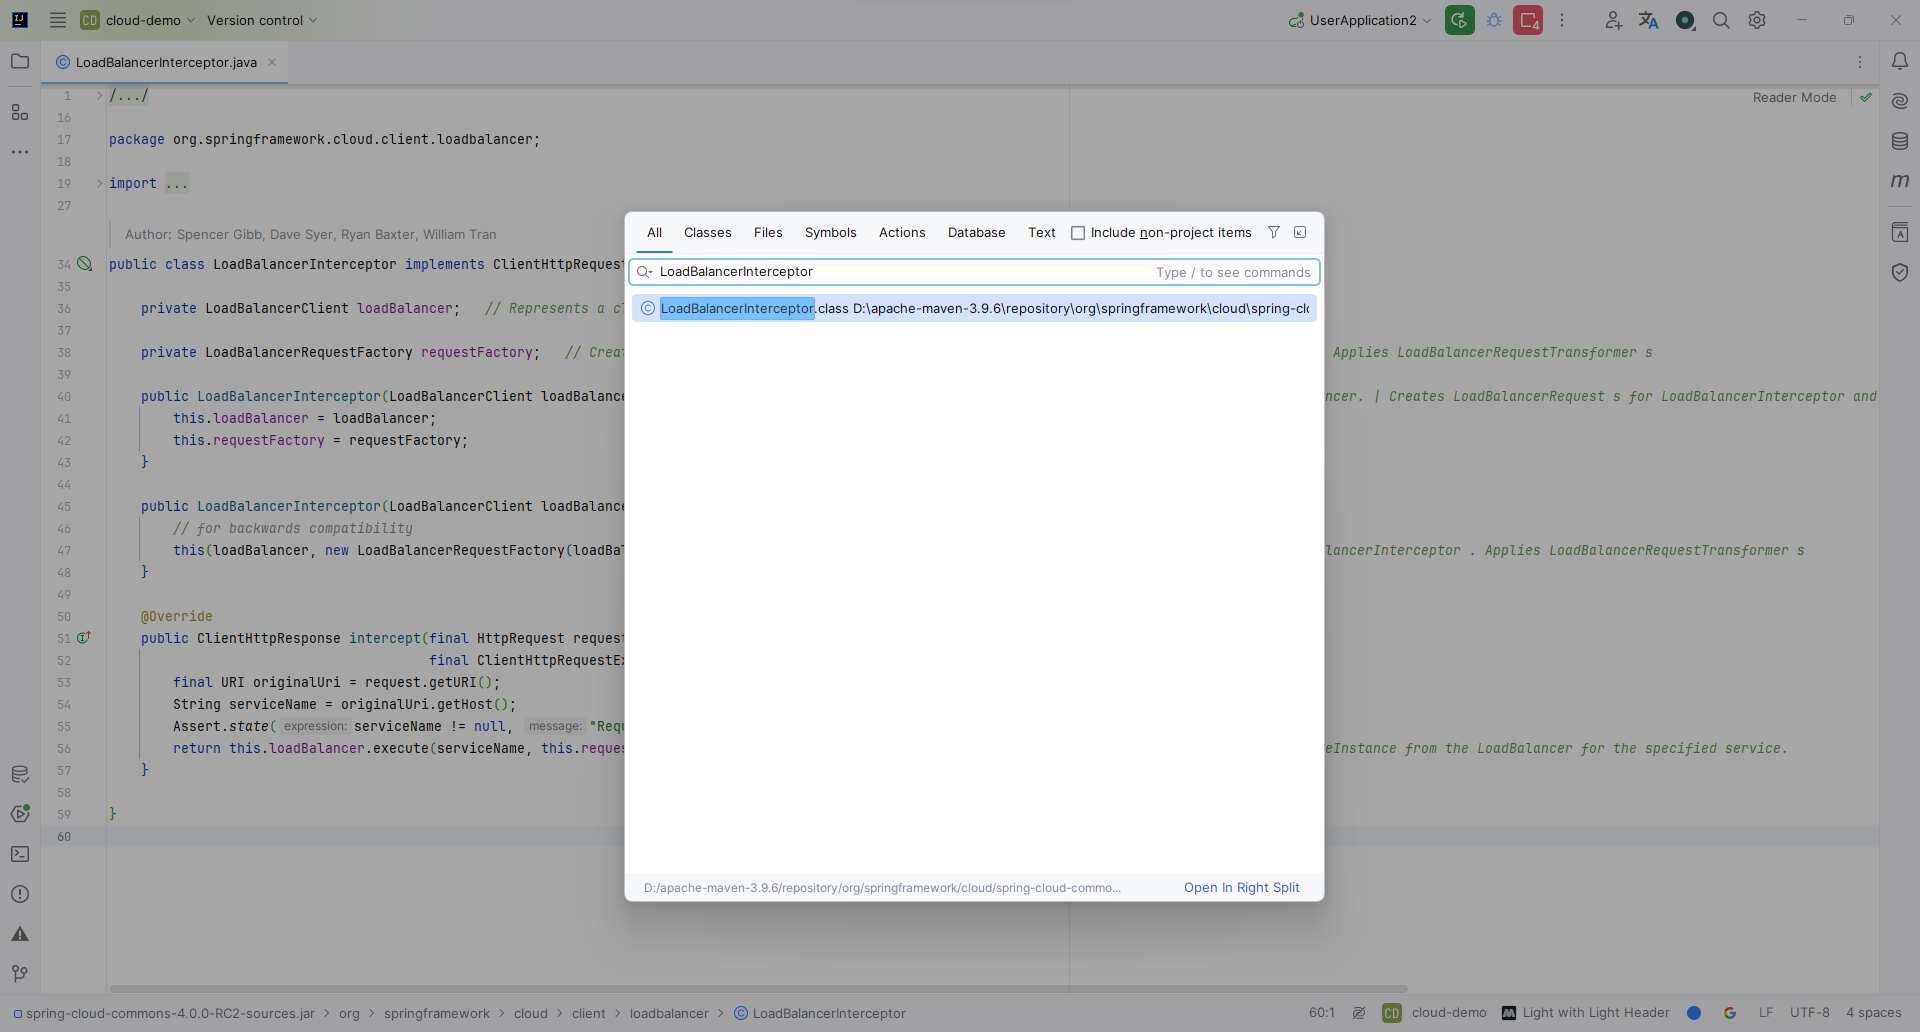 IJ CD cloud-demo Version control UserApplication2 4
LoadBalancerInterceptor.java
Reader Mode
1 /.../
16
17 package org.springframework.cloud.client.loadbalancer;
18
19 import ...
27
Author: Spencer Gibb, Dave Syer, Ryan Baxter, William Tran
34 public class LoadBalancerInterceptor implements ClientHttpRequest
35
36 private LoadBalancerClient loadBalancer; // Represents a cl
37
38 private LoadBalancerRequestFactory requestFactory; // Creat Applies LoadBalancerRequestTransformer s
39
40 public LoadBalancerInterceptor(LoadBalancerClient loadBalance ncer. | Creates LoadBalancerRequest s for LoadBalancerInterceptor and
41 this.loadBalancer = loadBalancer;
42 this.requestFactory = requestFactory;
43 }
44
45 public LoadBalancerInterceptor(LoadBalancerClient loadBalance
46 // for backwards compatibility
47 this(loadBalancer, new LoadBalancerRequestFactory(loadBal lancerInterceptor . Applies LoadBalancerRequestTransformer s
48 }
49
50 @Override
51 public ClientHttpResponse intercept(final HttpRequest request
52 final ClientHttpRequestEx
53 final URI originalUri = request.getURI();
54 String serviceName = originalUri.getHost();
55 Assert.state( expression: serviceName != null, message: "Requ
56 return this.loadBalancer.execute(serviceName, this.reques eInstance from the LoadBalancer for the specified service.
57 }
58
59 }
60
All Classes Files Symbols Actions Database Text Include non-project items
LoadBalancerInterceptor Type / to see commands
LoadBalancerInterceptor.class D:\apache-maven-3.9.6\repository\org\springframework\cloud\spring-clo
D:/apache-maven-3.9.6/repository/org/springframework/cloud/spring-cloud-commo... Open In Right Split
spring-cloud-commons-4.0.0-RC2-sources.jar > org > springframework > cloud > client > loadbalancer > LoadBalancerInterceptor 60:1 CD cloud-demo Light with Light Header LF UTF-8 4 spaces